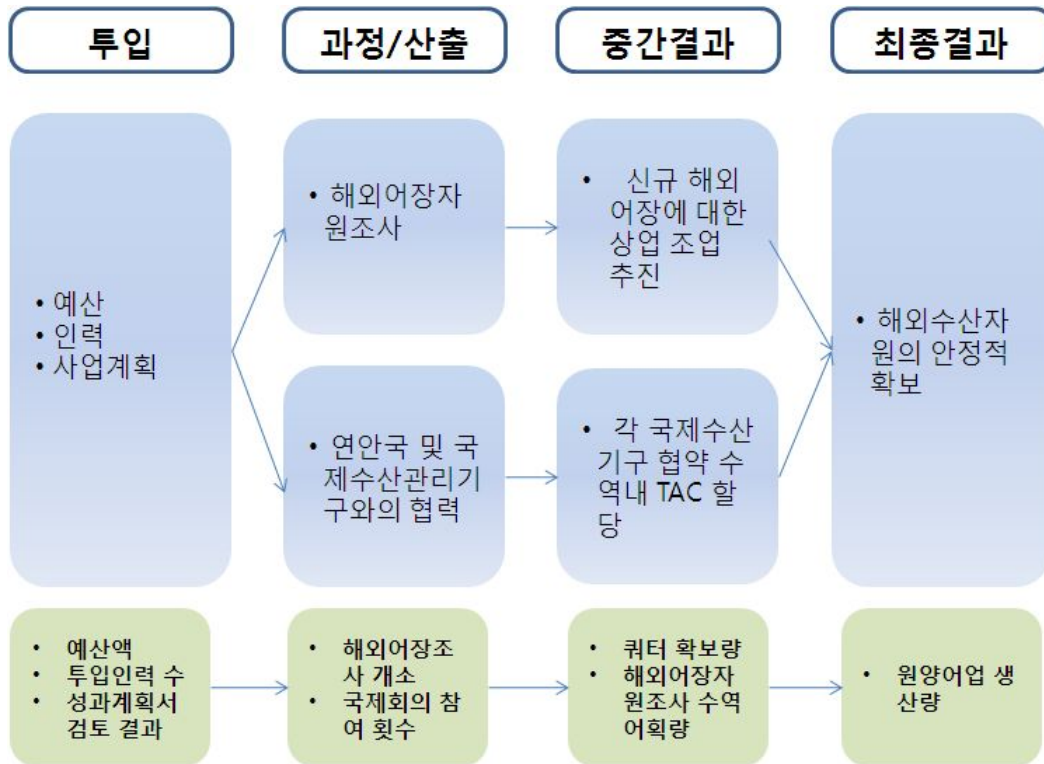 투입
과정/산출
중간결과
최종결과
• 예산
• 인력
• 사업계획
• 해외어장자
원조사
• 신규 해외
어장에 대한
상업 조업
추진
• 해외수산자
원의 안정적
확보
• 연안국 및 국
제수산관리기
구와의 협력
• 각 국제수산
기구 협약 수
역내 TAC 할
당
• 예산액
• 투입인력 수
• 성과계획서
검토 결과
• 해외어장조
사 개소
• 국제회의 참
여 횟수
• 쿼터 확보량
• 해외어장자
원조사 수역
어획량
• 원양어업 생
산량